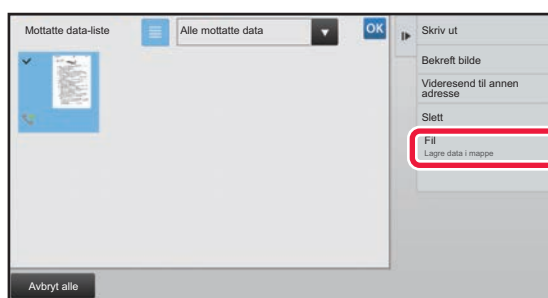 Mottatte data-liste
Alle mottatte data
OK
Skriv ut
Bekreft bilde
Videresend til annen
adresse
Slett
Fil
Lagre data i mappe
Avbryt alle